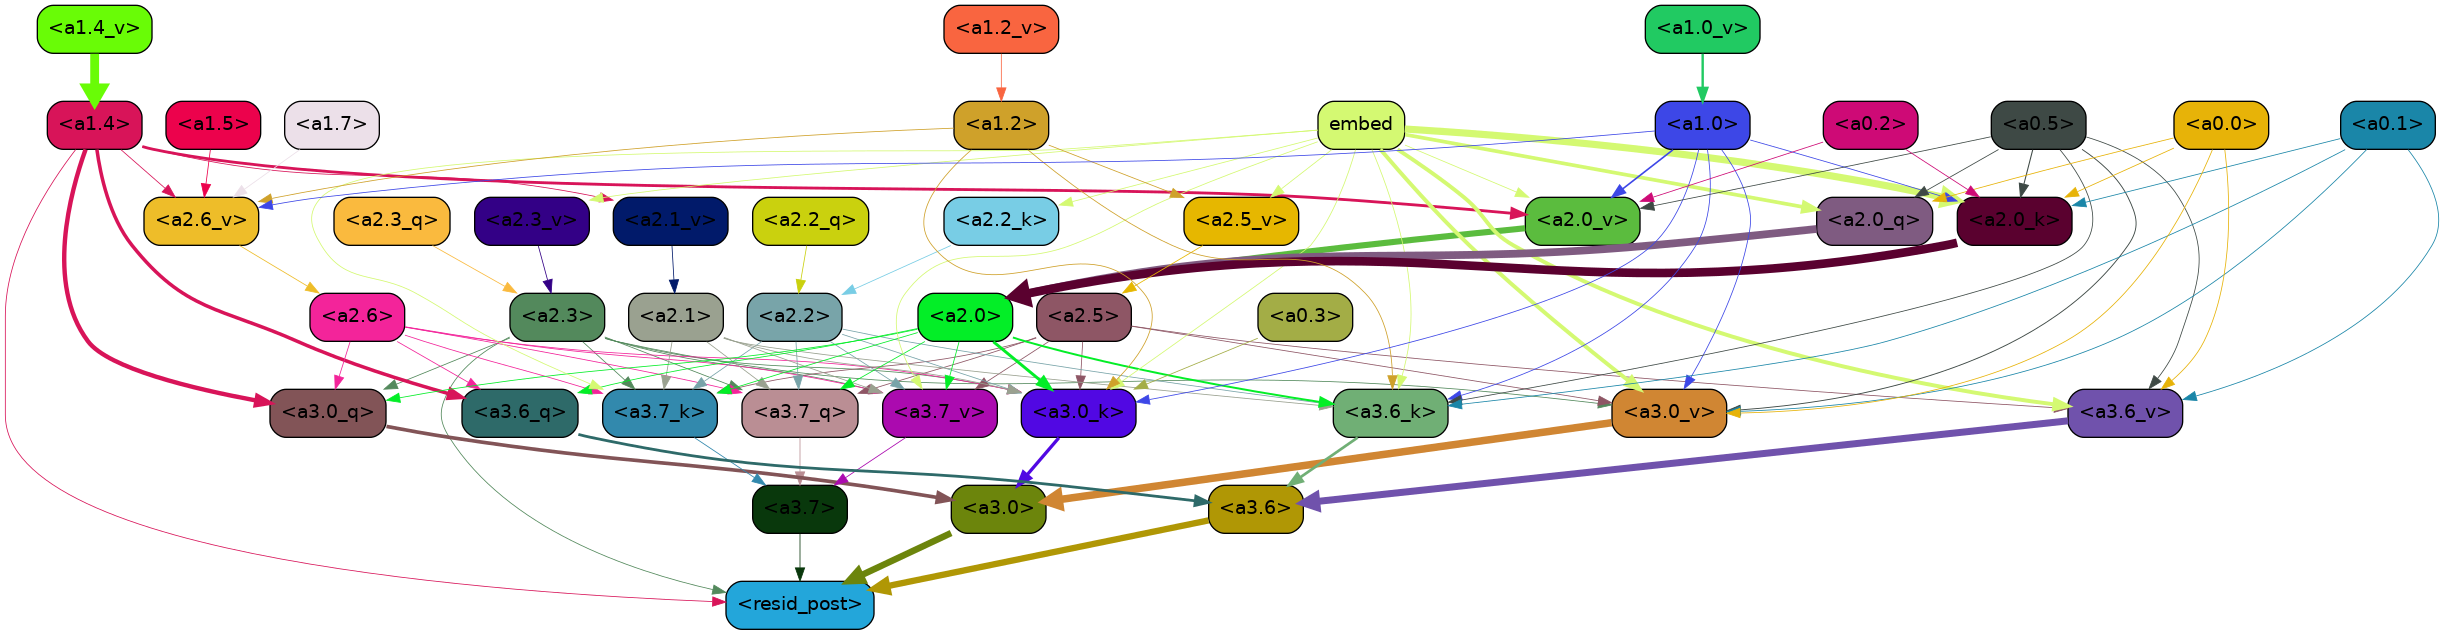 <a1.4_v> <a1.2_v> <a1.0_v>
<a1.4> <a1.5> <a1.7> <a1.2> embed <a1.0> <a0.2> <a0.5> <a0.0> <a0.1>
<a2.6_v> <a2.3_q> <a2.3_v> <a2.1_v> <a2.2_q> <a2.2_k> <a2.5_v> <a2.0_v> <a2.0_q> <a2.0_k>
<a2.6> <a2.3> <a2.1> <a2.2> <a2.0> <a2.5> <a0.3>
<a3.0_q> <a3.6_q> <a3.7_k> <a3.7_q> <a3.7_v> <a3.0_k> <a3.6_k> <a3.0_v> <a3.6_v>
<a3.7> <a3.0> <a3.6>
<resid_post>